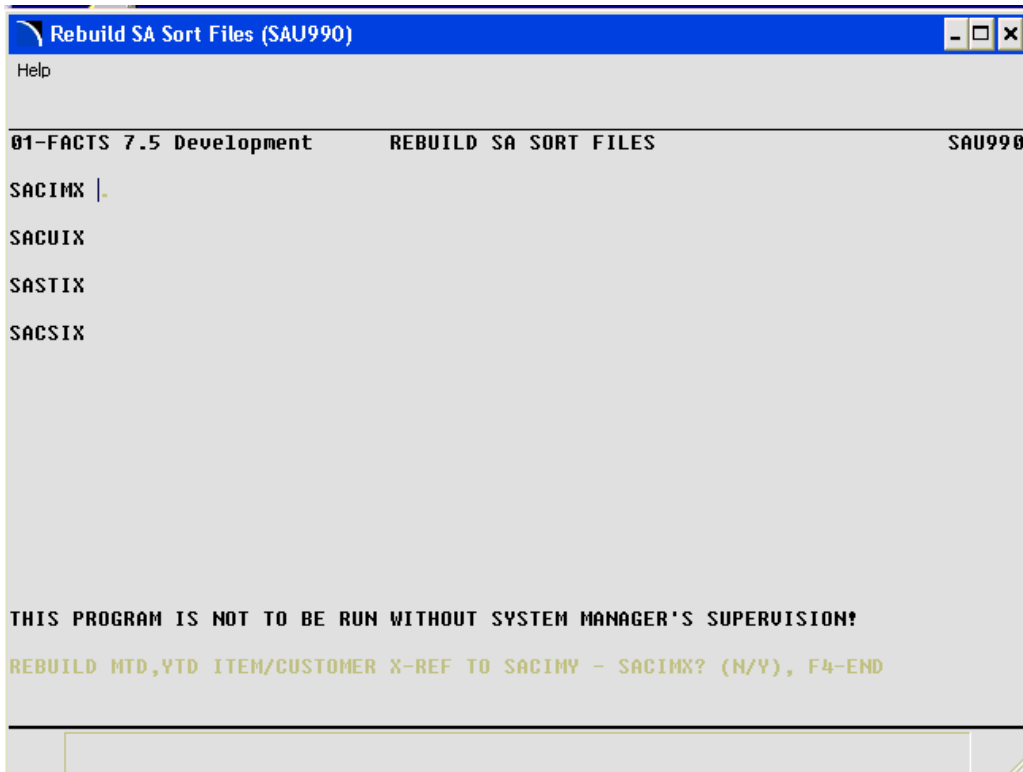 Rebuild SA Sort Files (SAU990)
Help
01-FACTS 7.5 Development REBUILD SA SORT FILES SAU990
SACIMX .
SACUIX
SASTIX
SACSIX
THIS PROGRAM IS NOT TO BE RUN WITHOUT SYSTEM MANAGER'S SUPERVISION!
REBUILD MTD,YTD ITEM/CUSTOMER X-REF TO SACIMY - SACIMX? (N/Y), F4-END